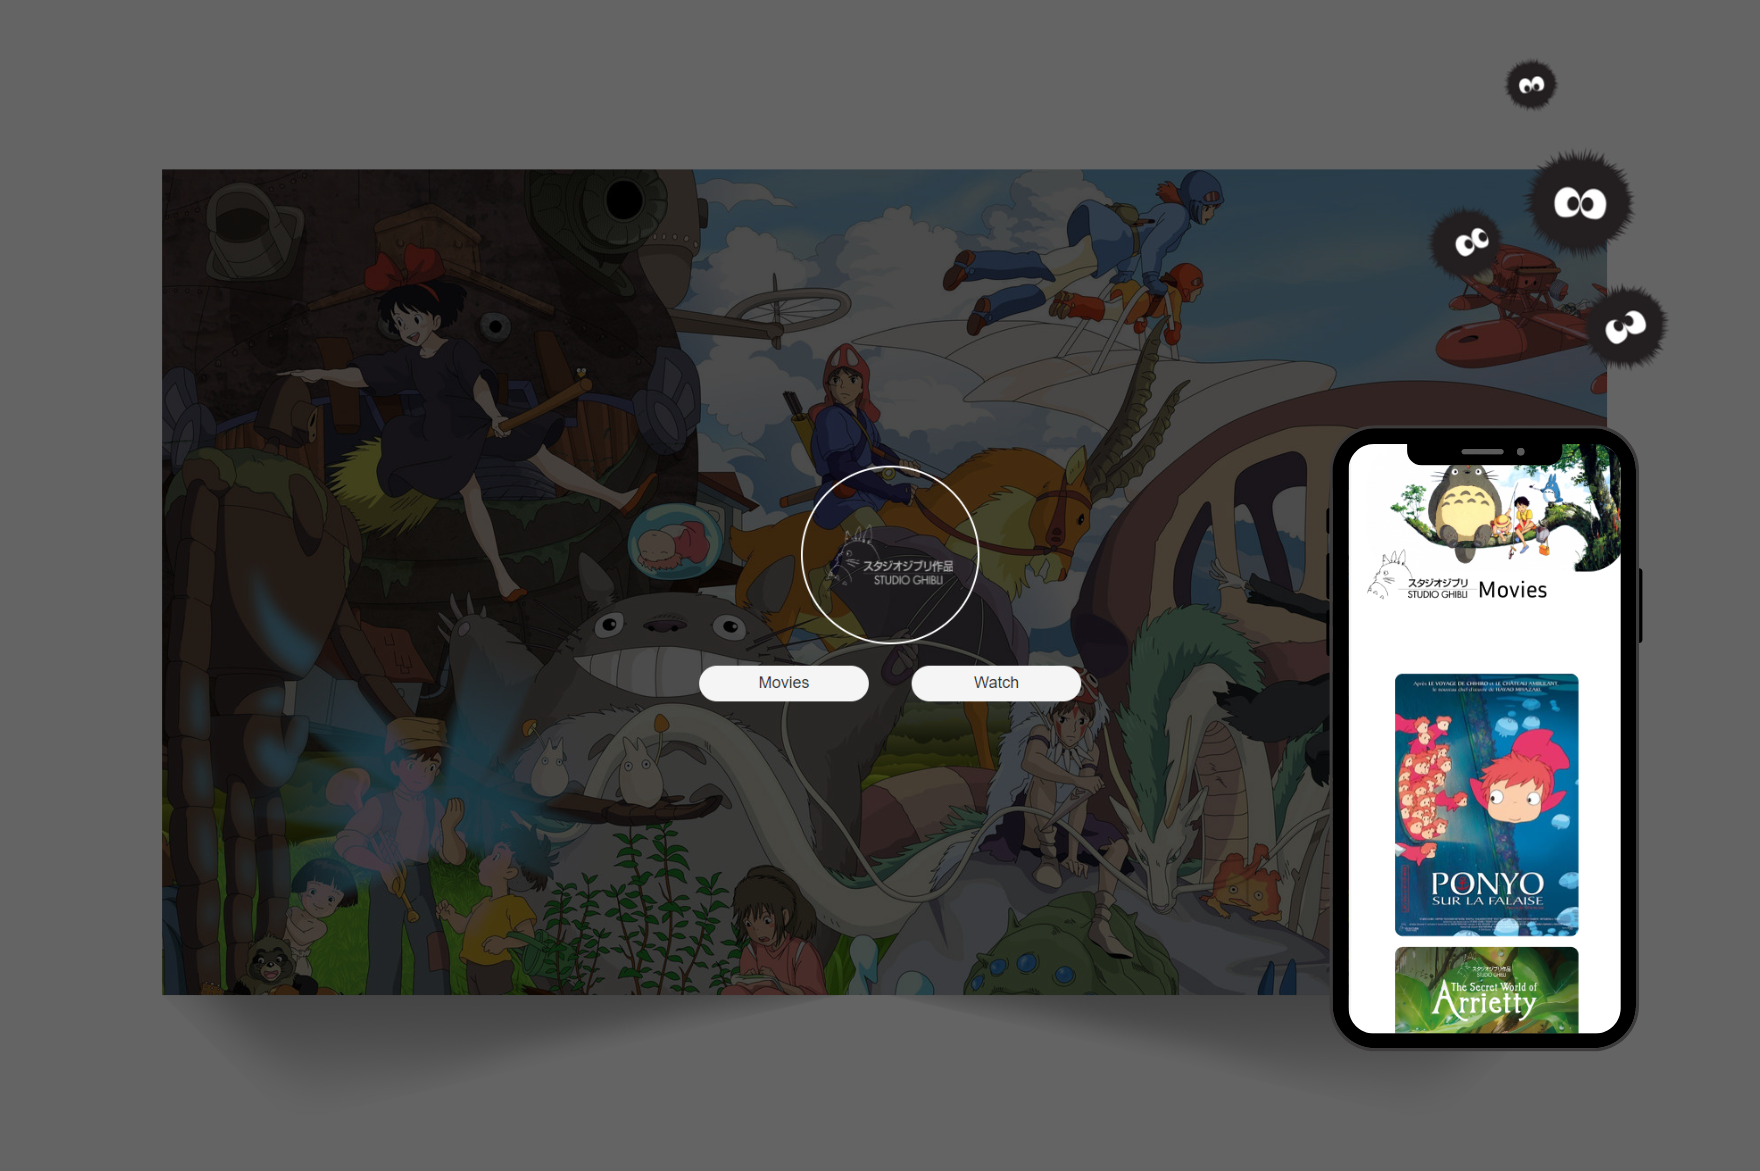 スタジオジブリ作品
STUDIO GHIBLI
Movies
Watch
スタジオジブリ
STUDIO GHIBLI
Movies
Après LE VOYAGE DE CHIHIRO et LE CHÂTEAU AMBULANT
le nouveau chef d'œuvre de HAYAO MIYAZAKI
PONYO
SUR LA FALAISE
スタジオジブリ作品
STUDIO GHIBLI
The Secret World of
Arrietty